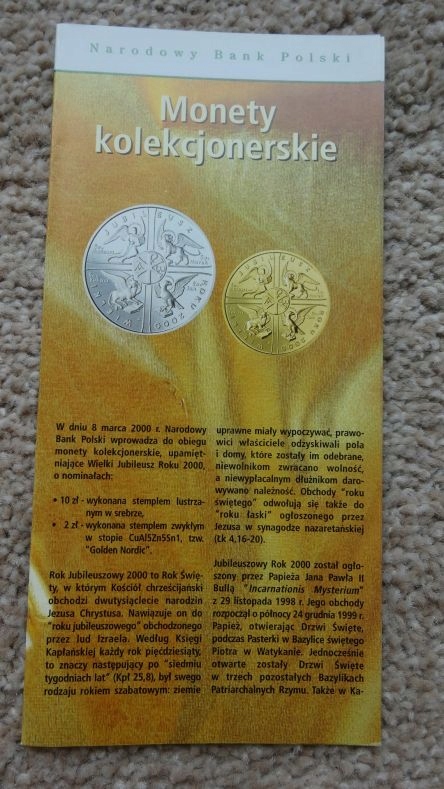 Narodowy Bank Polski
Monety
kolekcjonerskie
JUBILEUSZ
ROKU 2000
W dniu 8 marca 2000 r. Narodowy
Bank Polski wprowadza do obiegu
monety kolekcjonerskie, upamięt-
niające Wielki Jubileusz Roku 2000,
o nominałach:
• 10 zł - wykonana stemplem lustrza-
nym w srebrze,
• 2 zł - wykonana stemplem zwykłym
w stopie CuAl5Zn5Sn1, tzw.
"Golden Nordic".
Rok Jubileuszowy 2000 to Rok Świę-
ty, w którym Kościół chrześcijański
obchodzi dwutysiąclecie narodzin
Jezusa Chrystusa. Nawiązuje on do
"roku jubileuszowego" obchodzonego
przez lud Izraela. Według Księgi
Kapłańskiej każdy rok pięćdziesiąty,
to znaczy następujący po "siedmiu
tygodniach lat" (Kpł 25,8), był swego
rodzaju rokiem szabatowym: ziemie
uprawne miały wypoczywać, prawo-
wici właściciele odzyskiwali pola
i domy, które zostały im odebrane,
niewolnikom zwracano wolność,
a niewypłacalnym dłużnikom daro-
wywano należność. Obchody "roku
świętego" odwołują się także do
"roku łaski" ogłoszonego przez
Jezusa w synagodze nazaretańskiej
(Łk 4,16-20).
Jubileuszowy Rok 2000 został ogło-
szony przez Papieża Jana Pawła II
Bullą "Incarnationis Mysterium"
z 29 listopada 1998 r. Jego obchody
rozpoczął o północy 24 grudnia 1999 r.
Papież, otwierając Drzwi Święte,
podczas Pasterki w Bazylice świętego
Piotra w Watykanie. Jednocześnie
otwarte zostały Drzwi Święte
w trzech pozostałych Bazylikach
Patriarchalnych Rzymu. Także w Ka-